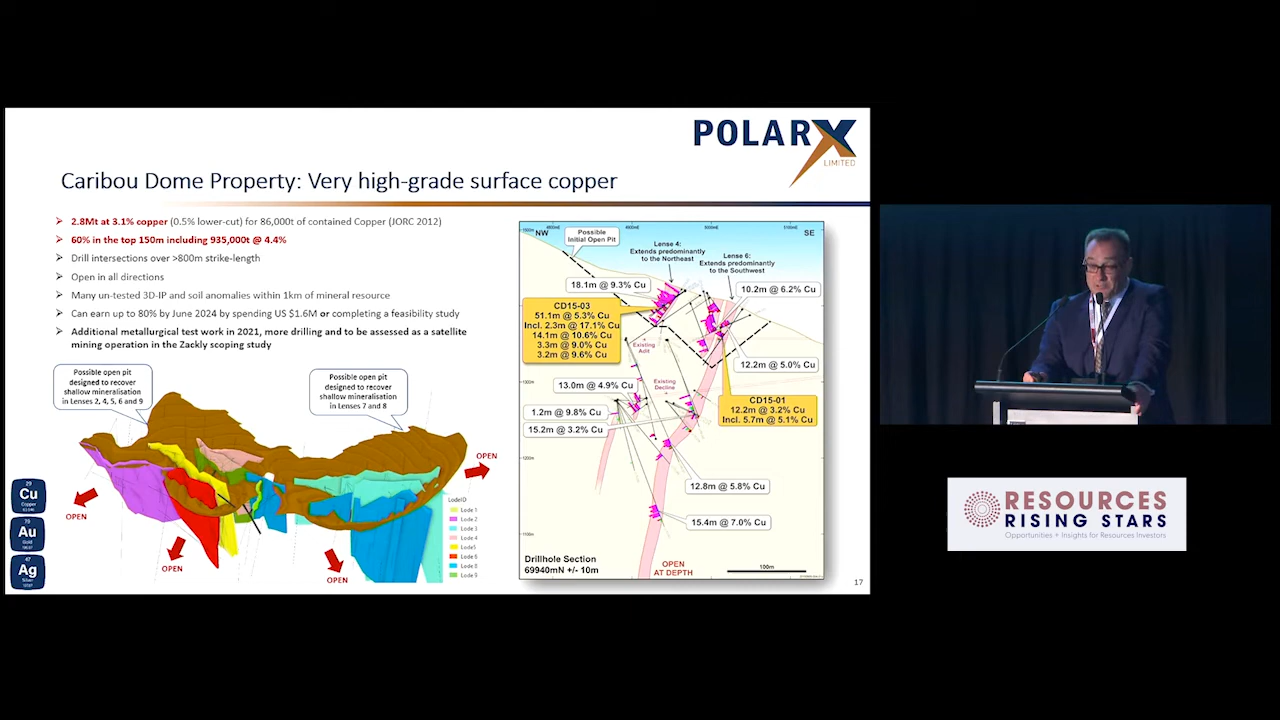 POLARX
LIMITED
Caribou Dome Property: Very high-grade surface copper
➢ 2.8Mt at 3.1% copper (0.5% lower-cut) for 86,000t of contained Copper (JORC 2012)
➢ 60% in the top 150m including 935,000t @ 4.4%
➢ Drill intersections over >800m strike-length
➢ Open in all directions
➢ Many un-tested 3D-IP and soil anomalies within 1km of mineral resource
➢ Can earn up to 80% by June 2024 by spending US $1.6M or completing a feasibility study
➢ Additional metallurgical test work in 2021, more drilling and to be assessed as a satellite
mining operation in the Zackly scoping study
Possible open pit
designed to recover
shallow mineralisation
in Lenses 2, 4, 5, 6 and 9
Possible open pit
designed to recover
shallow mineralisation
in Lenses 7 and 8
OPEN
OPEN
OPEN
OPEN
LodeID
Lode 1
Lode 2
Lode 3
Lode 4
Lode 5
Lode 6
Lode 8
Lode 9
29
Cu
Copper
79
Au
Gold
47
Ag
Silver
NW
SE
Possible
Initial Open Pit
Lense 4:
Extends predominantly
to the Northeast
Lense 6:
Extends predominantly
to the Southwest
18.1m @ 9.3% Cu
10.2m @ 6.2% Cu
CD15-03
51.1m @ 5.3% Cu
Incl. 2.3m @ 17.1% Cu
14.1m @ 10.6% Cu
3.3m @ 9.0% Cu
3.2m @ 9.6% Cu
Existing
Adit
12.2m @ 5.0% Cu
13.0m @ 4.9% Cu
Existing
Decline
1.2m @ 9.8% Cu
15.2m @ 3.2% Cu
CD15-01
12.2m @ 3.2% Cu
Incl. 5.7m @ 5.1% Cu
12.8m @ 5.8% Cu
15.4m @ 7.0% Cu
1300m
1200m
1100m
Drillhole Section
69940mN +/- 10m
OPEN
AT DEPTH
100m
17
RESOURCES
RISING STARS
Opportunities + Insights for Resources Investors